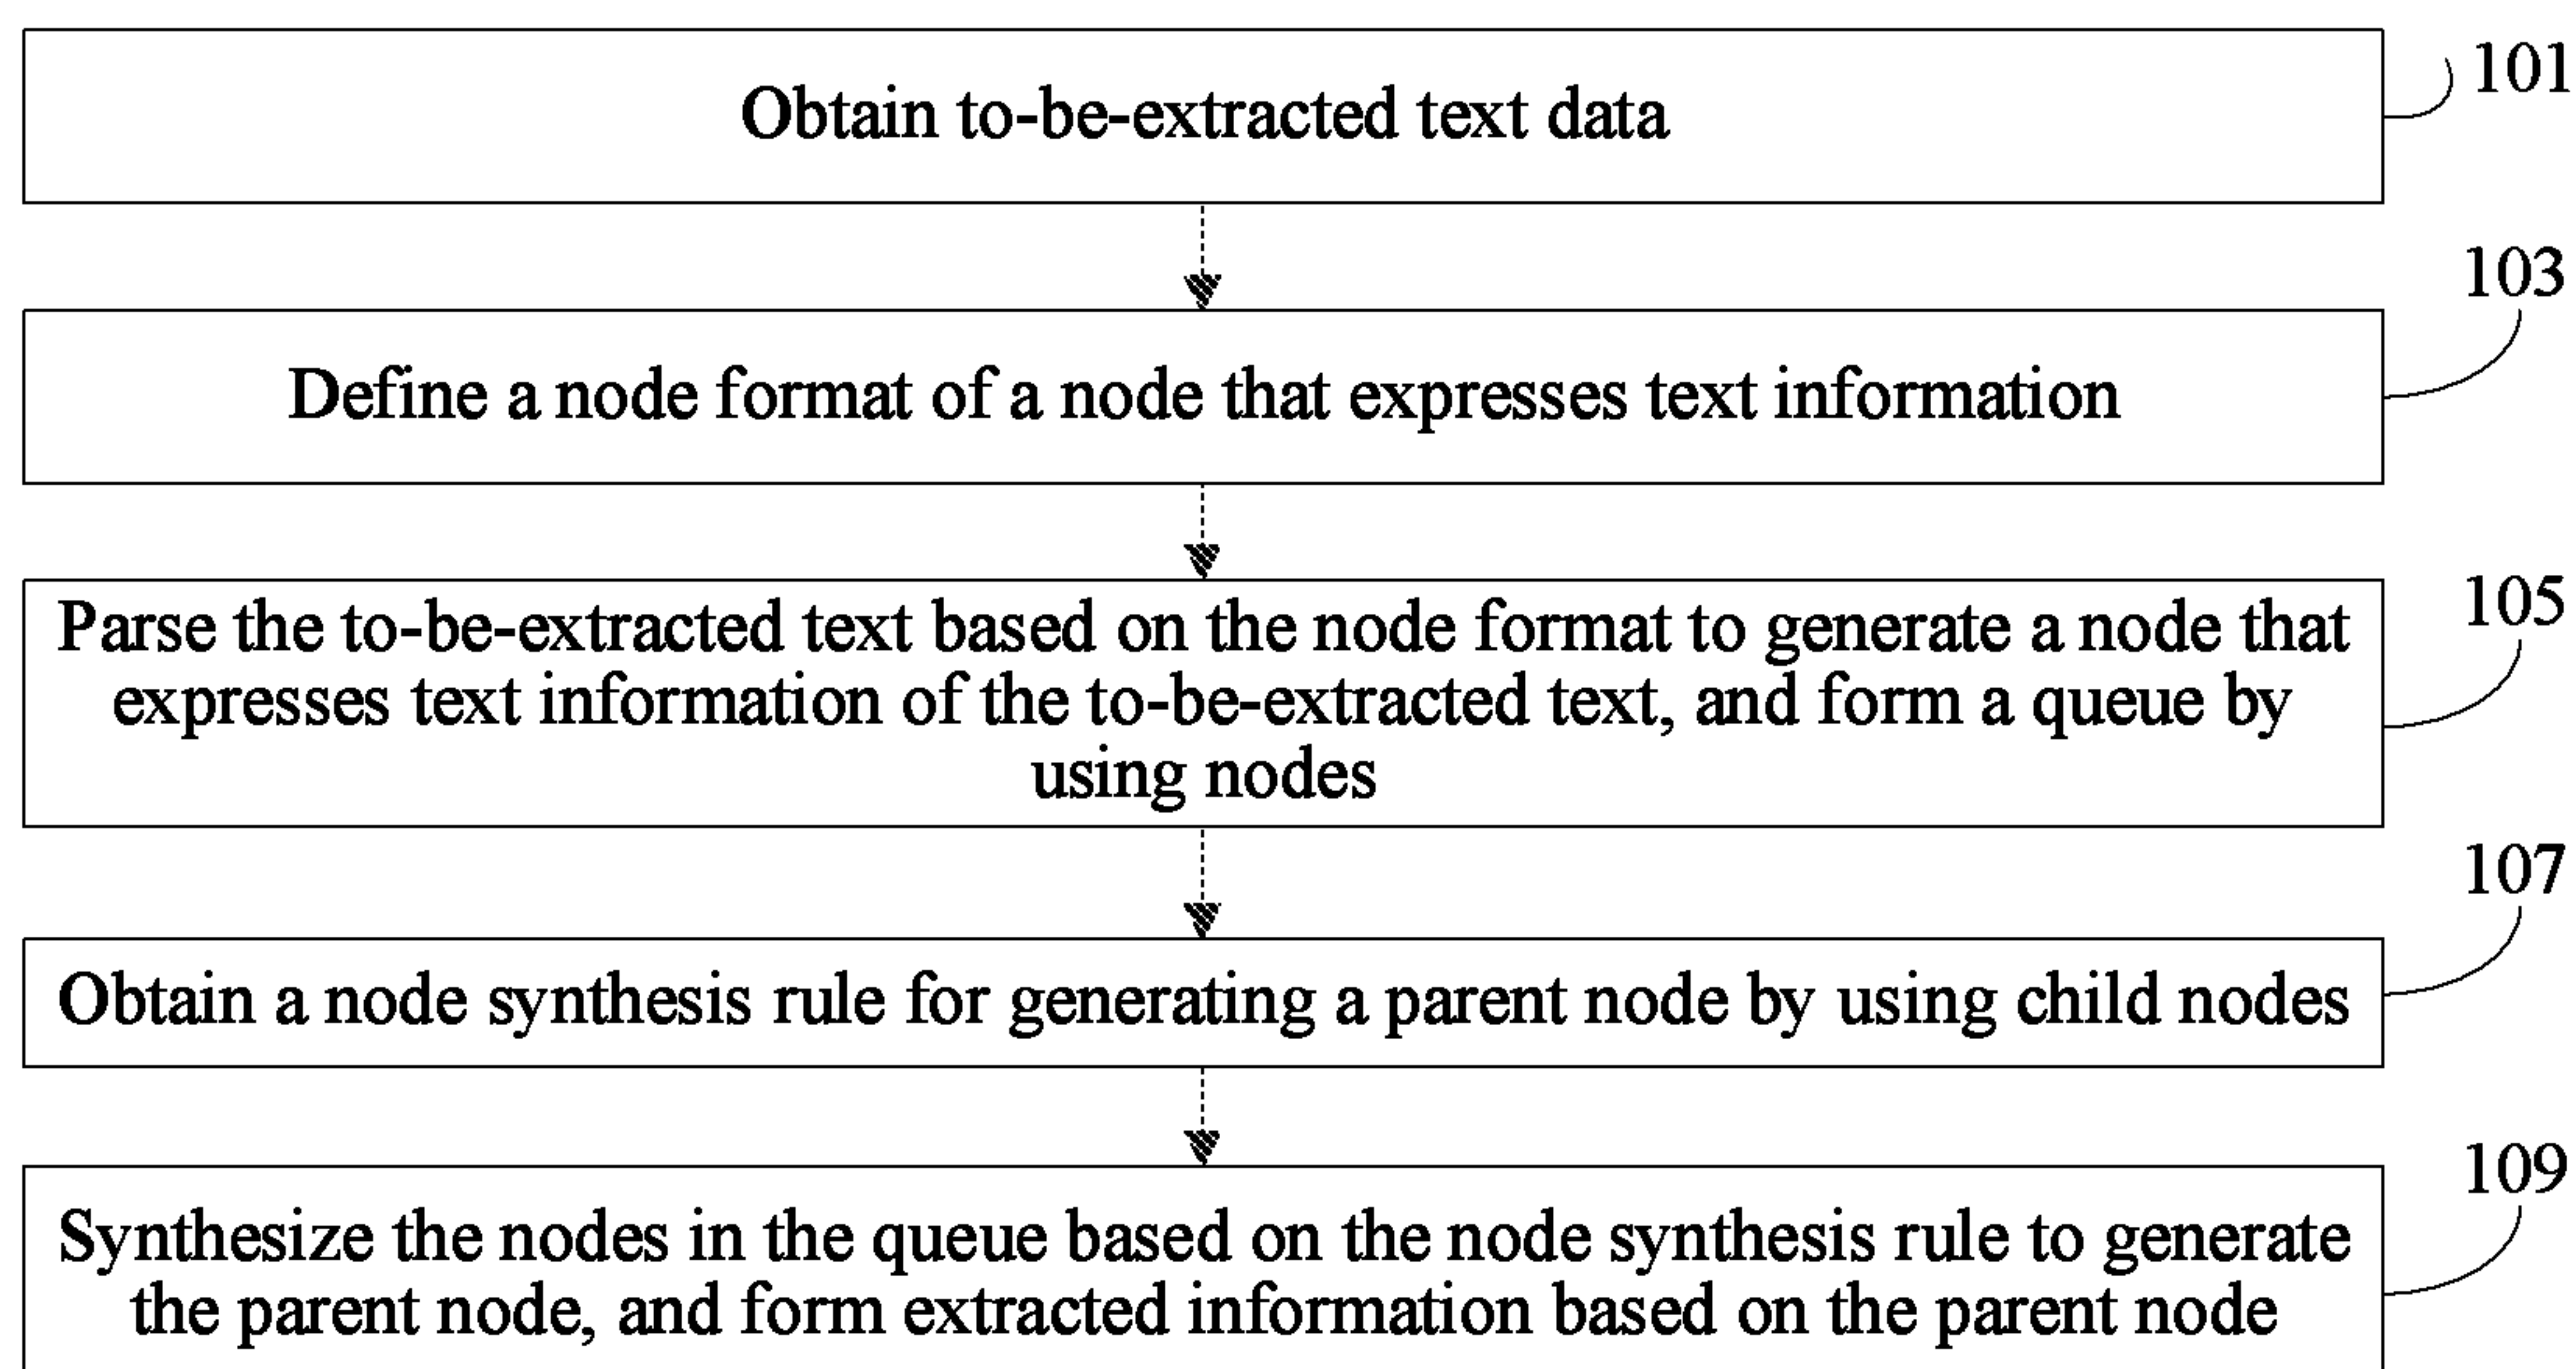 Obtain to-be-extracted text data
101
Define a node format of a node that expresses text information
103
Parse the to-be-extracted text based on the node format to generate a node that
expresses text information of the to-be-extracted text, and form a queue by
using nodes
105
Obtain a node synthesis rule for generating a parent node by using child nodes
107
Synthesize the nodes in the queue based on the node synthesis rule to generate
the parent node, and form extracted information based on the parent node
109